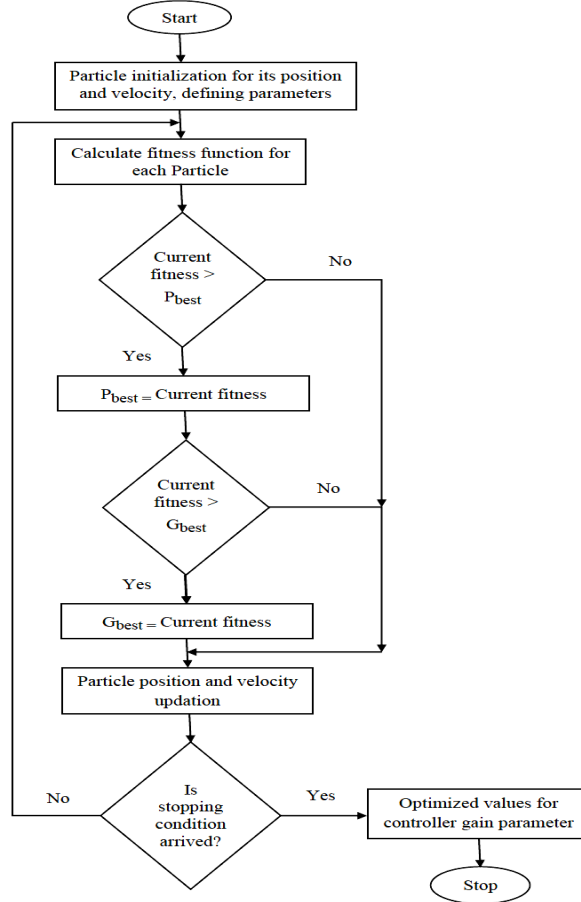 Start
Particle initialization for its position
and velocity, defining parameters
Calculate fitness function for
each Particle
Current
fitness >
Pbest
No
Yes
Pbest = Current fitness
Current
fitness >
Gbest
No
Yes
Gbest = Current fitness
Particle position and velocity
updation
Is
stopping
condition
arrived?
No
Yes
Optimized values for
controller gain parameter
Stop